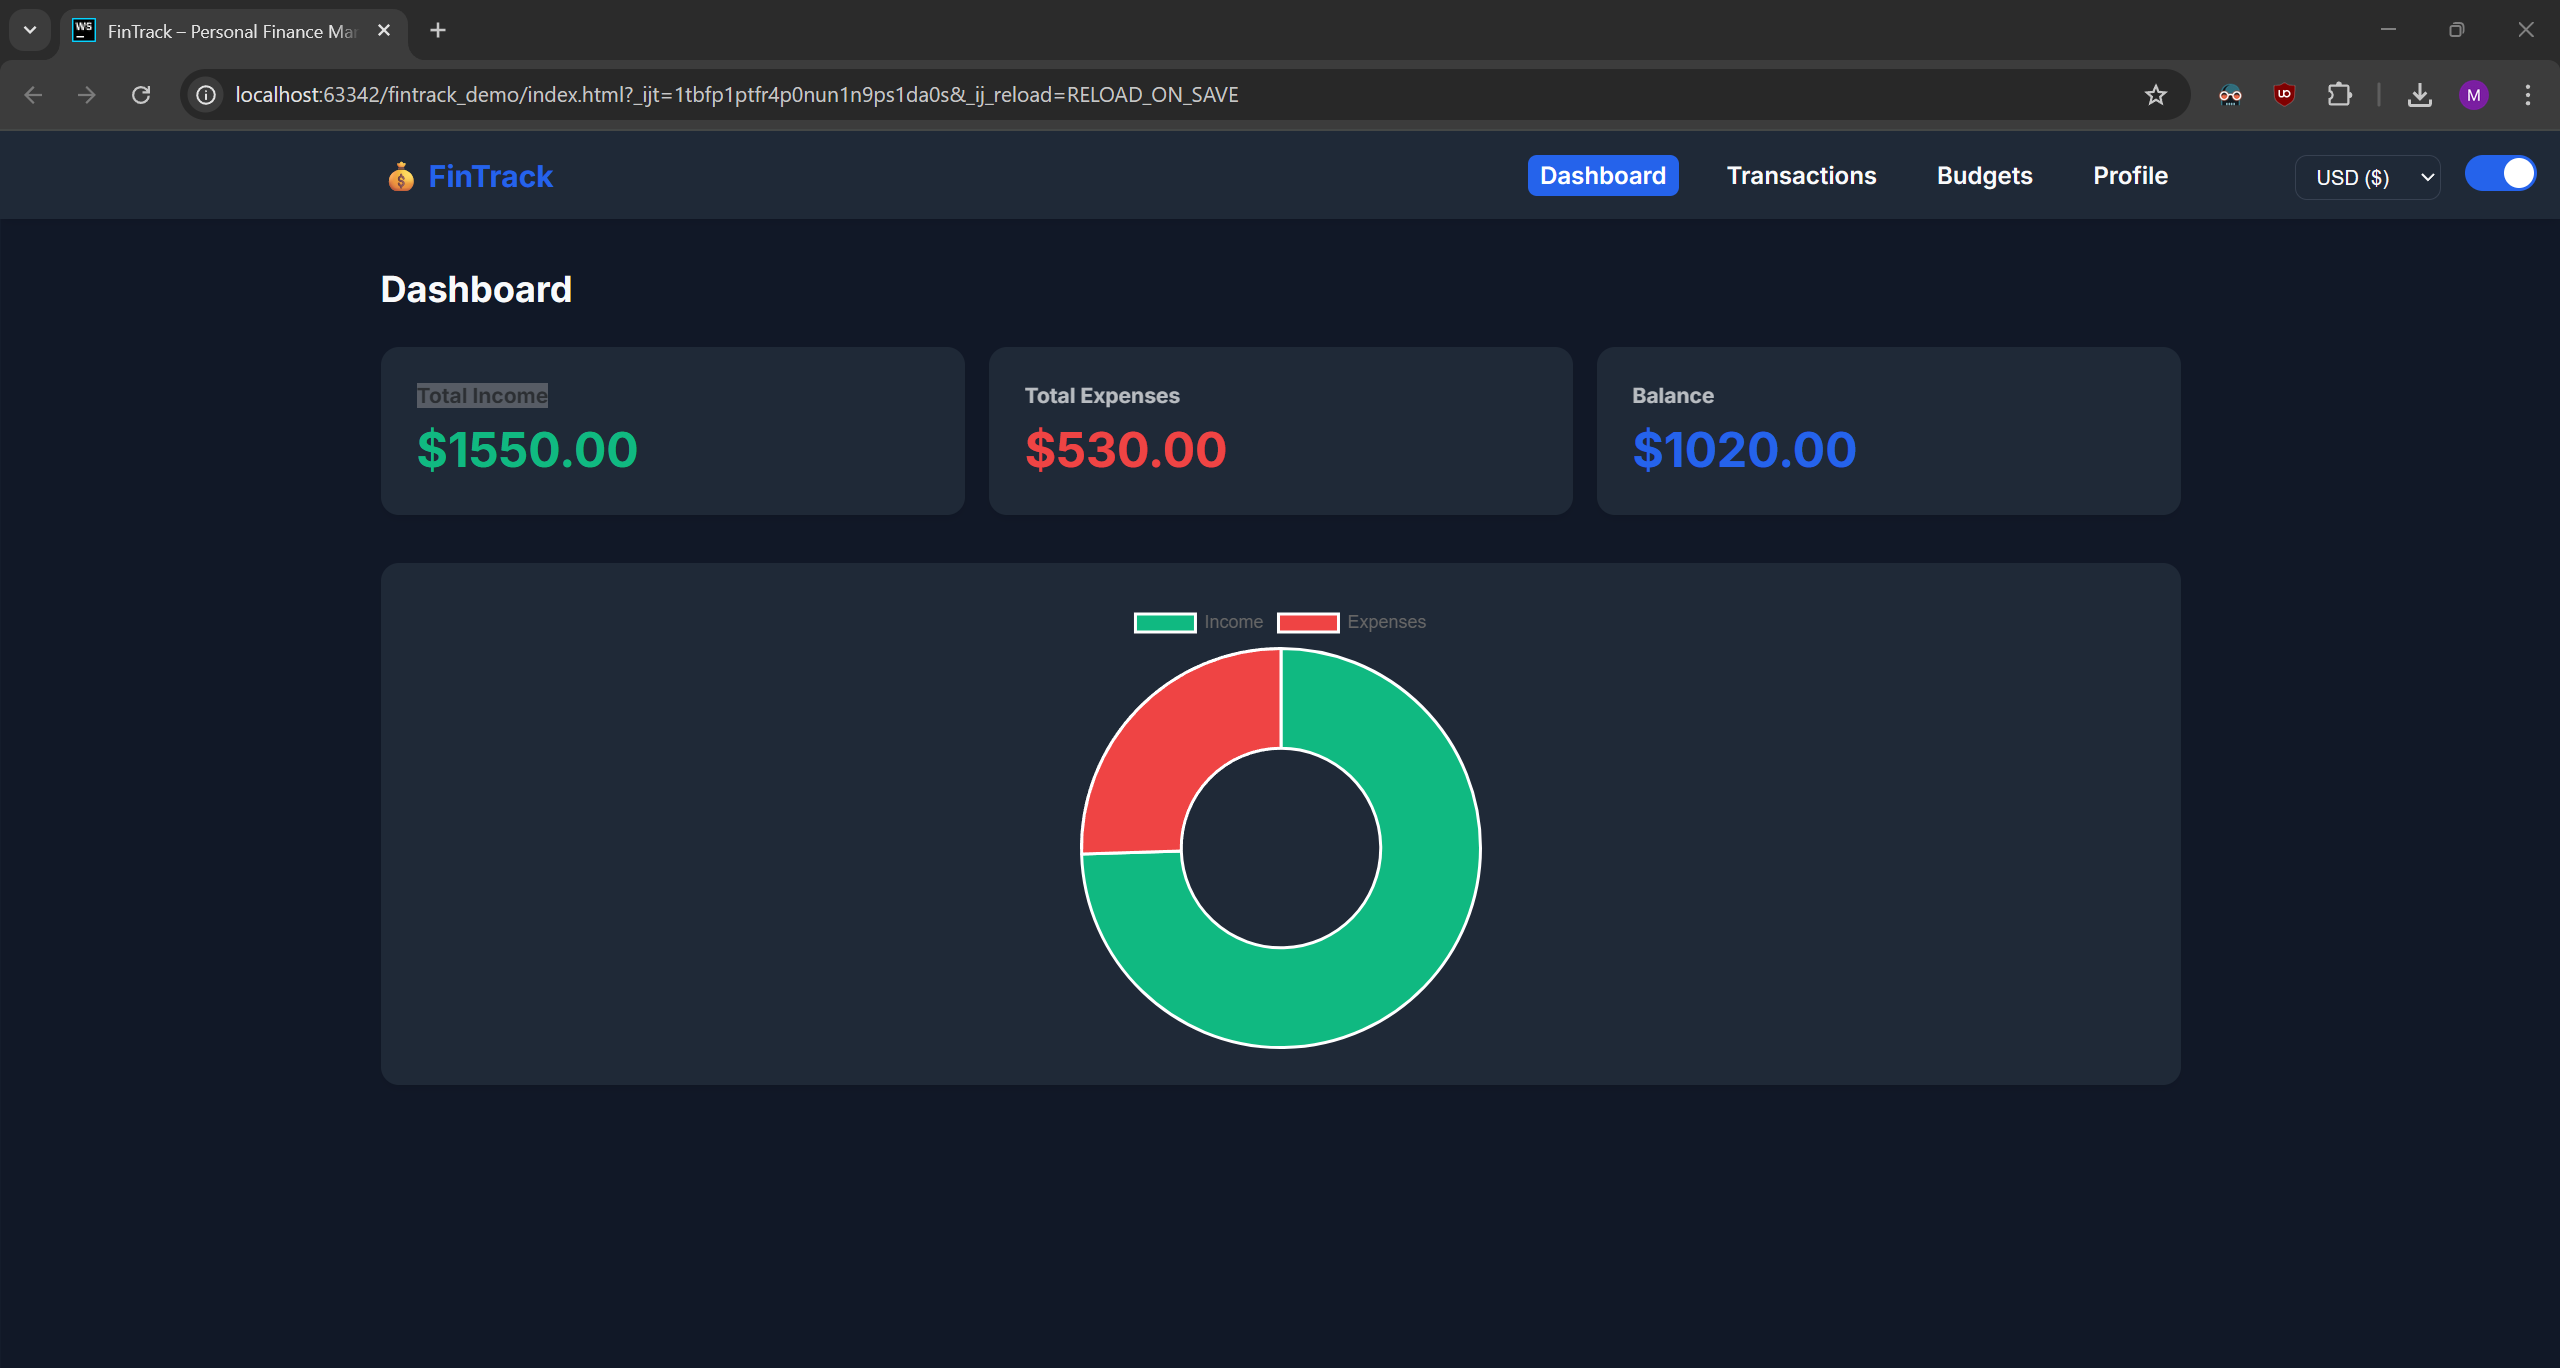 WS FinTrack – Personal Finance Mar
localhost:63342/fintrack_demo/index.html?_ijt=1tbfp1ptfr4p0nun1n9ps1da0s&_ij_reload=RELOAD_ON_SAVE
M
FinTrack
Dashboard
Transactions
Budgets
Profile
USD ($)
Dashboard
Total Income
$1550.00
Total Expenses
$530.00
Balance
$1020.00
Income
Expenses